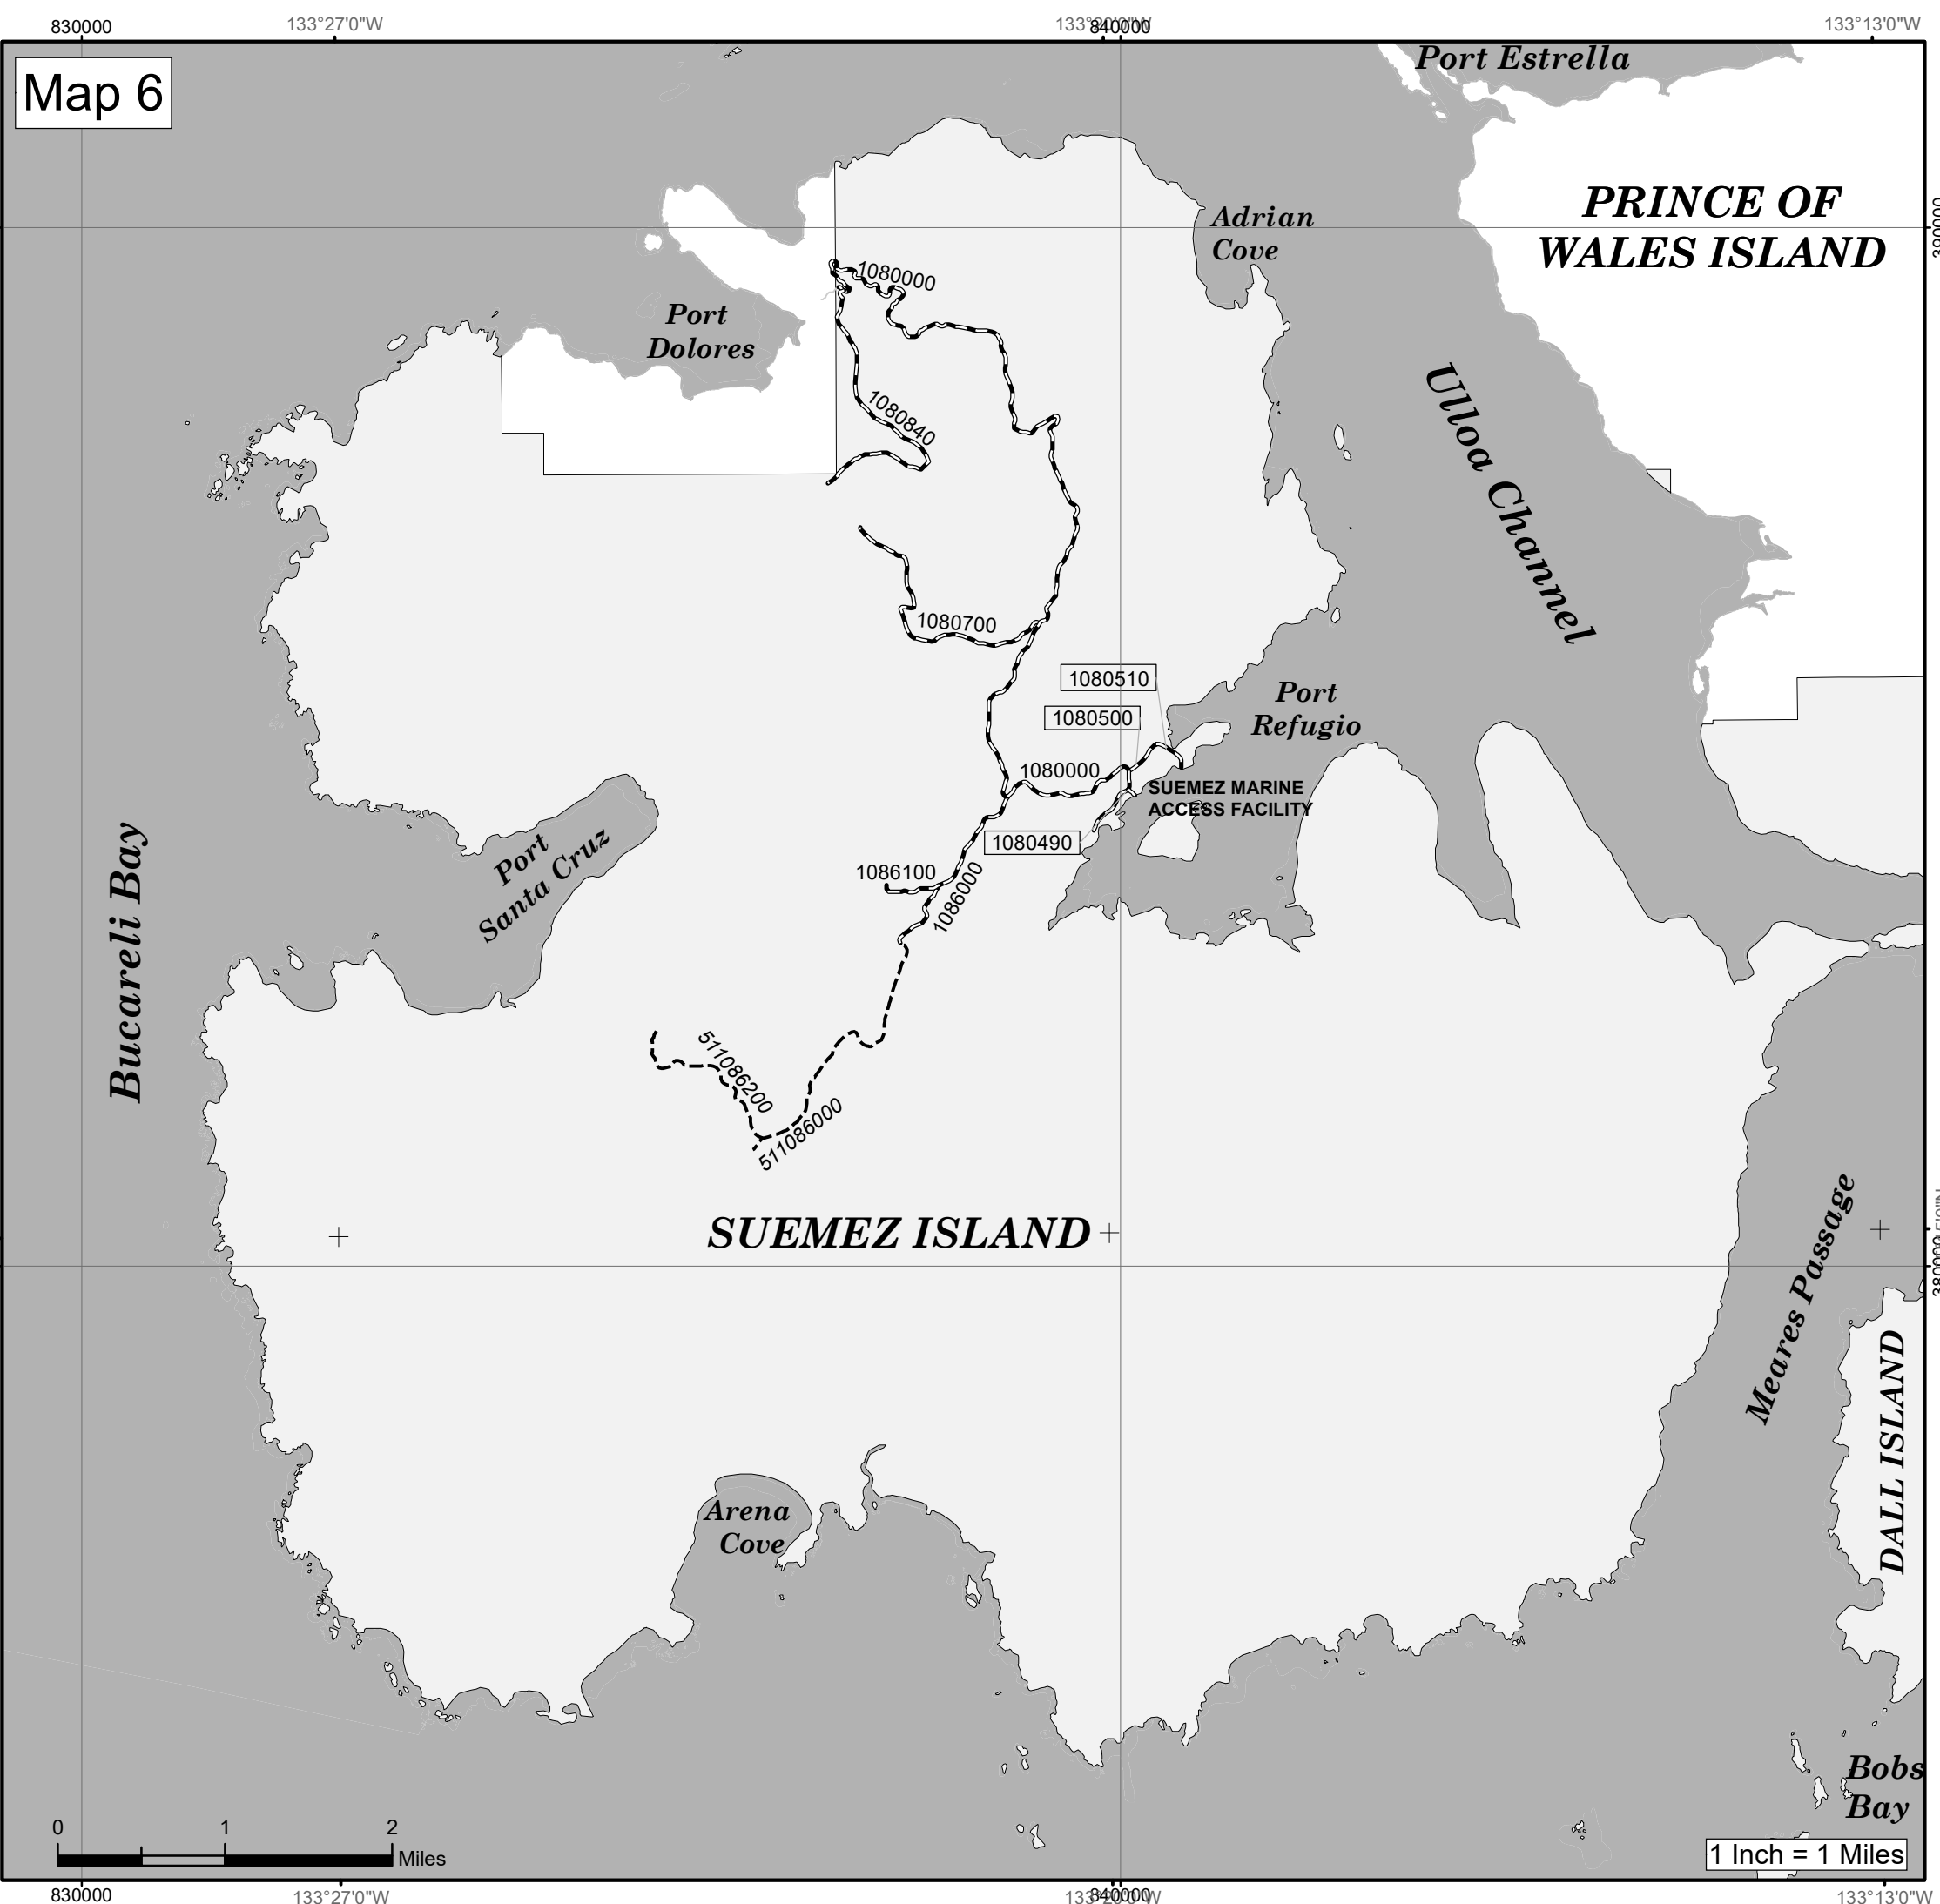 830000
133°27'0"W
840000
133°13'0"W
Map 6
Port Estrella
PRINCE OF
WALES ISLAND
390000
Adrian
Cove
1080000
Port
Dolores
1080840
Ulloa Channel
1080700
1080510
1080500
Port
Refugio
1080000
SUEMEZ MARINE
ACCESS FACILITY
1080490
1086100
1086000
Port
Santa Cruz
Bucareli Bay
511086200
511086000
SUEMEZ ISLAND
380000
Meares Passage
DALL ISLAND
Arena
Cove
Bobs
Bay
0 1 2
Miles
1 Inch = 1 Miles
830000
133°27'0"W
840000
133°13'0"W